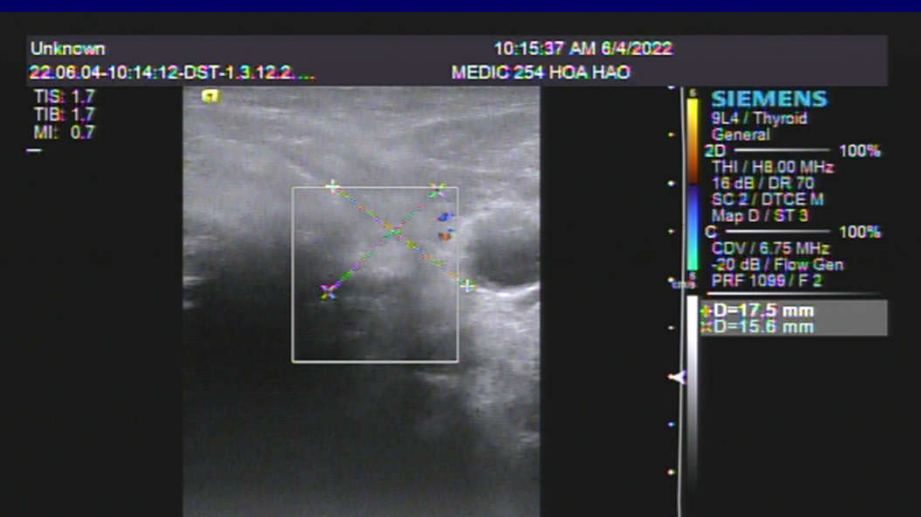 Unknown
10:15:37 AM 6/4/2022
22.06.04-10:14:12-DST-1.3.12.2....
MEDIC 254 HOA HAO
TIS: 1.7
TIB: 1.7
MI: 0.7
SIEMENS
9L4 / Thyroid
General
2D 100%
THI / H8.00 MHz
16 dB / DR 70
SC 2 / DTCE M
Map D / ST 3
C 100%
CDV / 6.75 MHz
-20 dB / Flow Gen
PRF 1099 / F 2
D=17.5 mm
D=15.6 mm